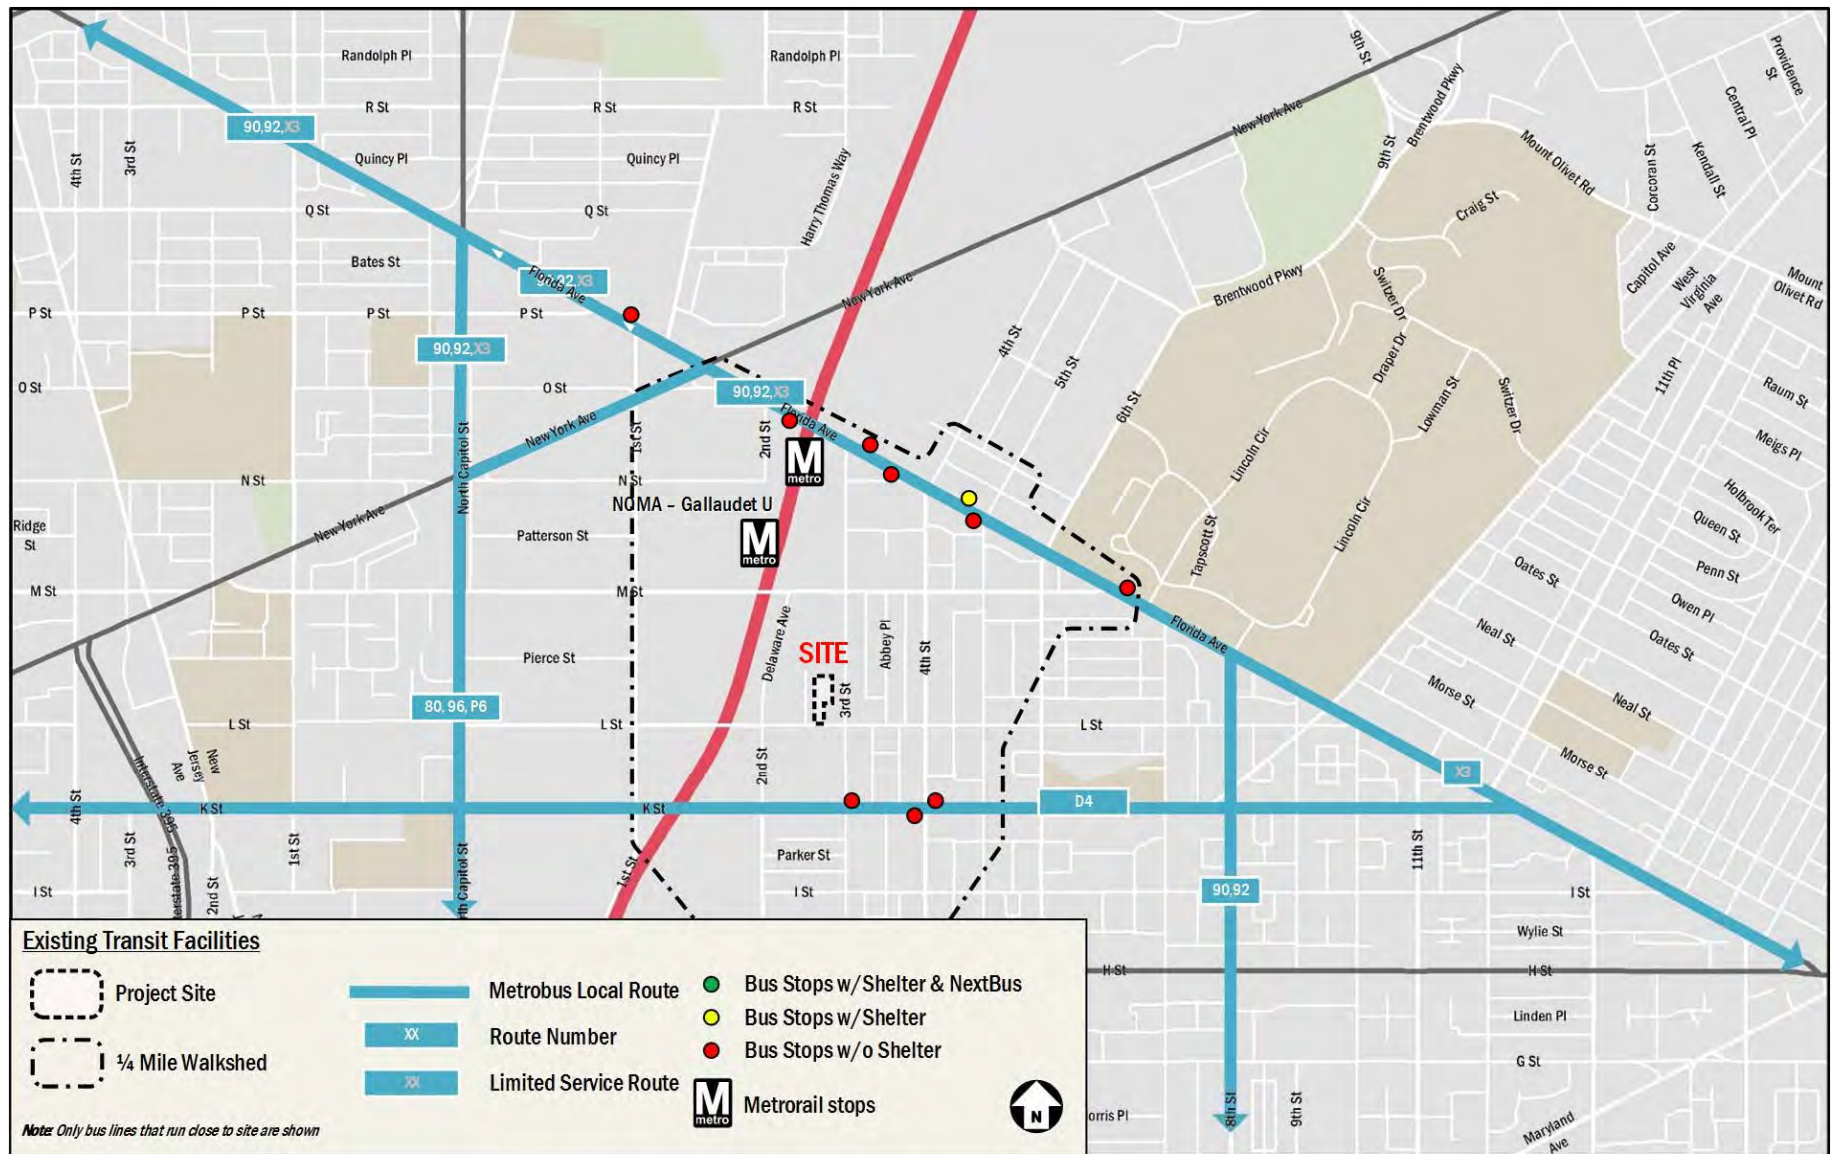 Randolph Pl
Randolph Pl
9th St
Providence
St
R St
R St
R St
New York Ave
Brentwood Pkwy
Central Pl
90,92,X3
4th St
3rd St
Quincy Pl
Quincy Pl
9th St
Mount Olivet Rd
Corcoran St
Kendall St
Harry Thomas Way
Q St
Q St
Craig St
Bates St
Florida Ave
New York Ave
Brentwood Pkwy
Switzer Dr
Capitol Ave
West
Virginia
Ave
Mount
Olivet Rd
P St
P St
P St
P St
90,92,X3
4th St
5th St
Draper Dr
11th Pl
O St
O St
90,92,X3
6th St
Lowman St
Switzer Dr
Raum St
New York Ave
1st St
2nd St
Florida Ave
Lincoln Cir
Meigs Pl
North Capitol St
N St
N St
M
metro
Holbrook Ter
NOMA – Gallaudet U
Ridge
St
New York Ave
Patterson St
M
metro
Tapscott St
Lincoln Cir
Queen St
Oates St
Penn St
M St
M St
Owen Pl
Delaware Ave
Abbey Pl
4th St
Florida Ave
Neal St
Oates St
Pierce St
SITE
3rd St
Morse St
Neal St
80, 96, P6
L St
L St
L St
New
Jersey
Ave
2nd St
Morse St
X3
Interstate 395
4th St
K St
K St
D4
3rd St
1st St
Parker St
11th St
1st St
I St
2nd St
I St
90,92
I St
Wylie St
H St
H St
Linden Pl
G St
8th St
9th St
orris Pl
Maryland
Ave
Existing Transit Facilities
Project Site
¼ Mile Walkshed
Metrobus Local Route
XX
Route Number
XX
Limited Service Route
Bus Stops w/Shelter & NextBus
Bus Stops w/Shelter
Bus Stops w/o Shelter
M
metro
Metrorail stops
N
Note: Only bus lines that run close to site are shown